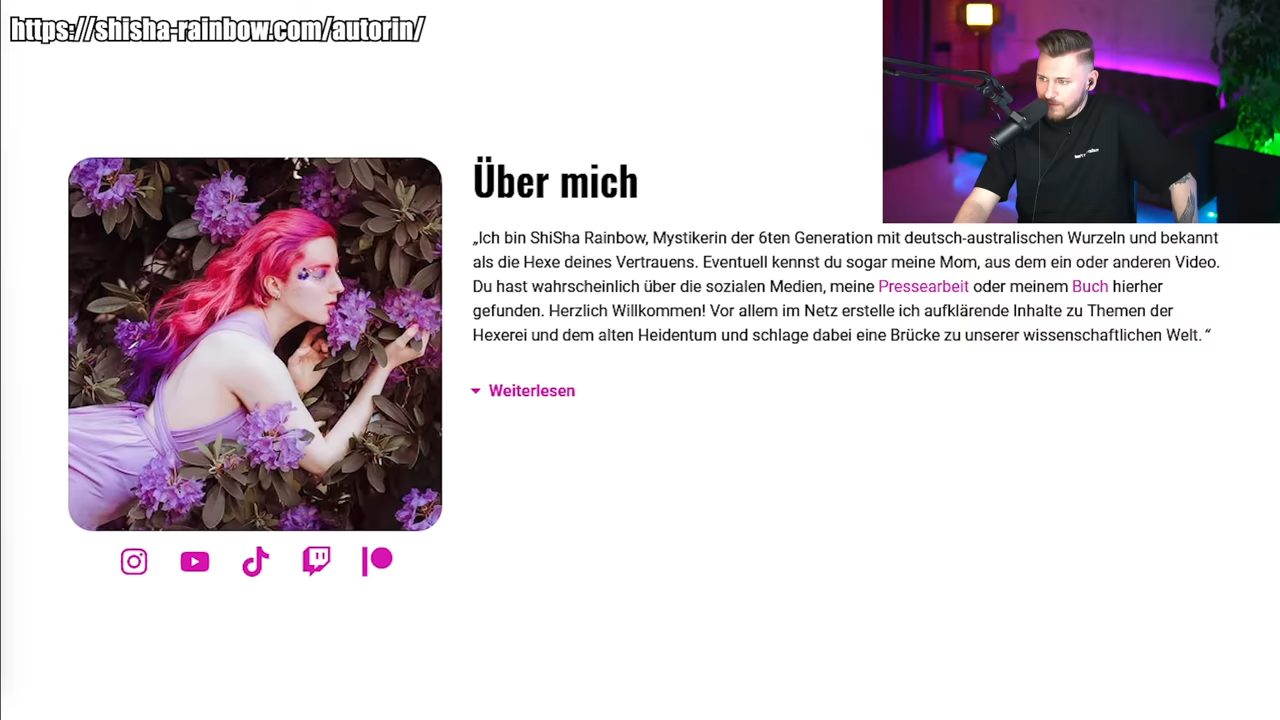 https://shisha-rainbow.com/autorin/
Über mich
„Ich bin ShiSha Rainbow, Mystikerin der 6ten Generation mit deutsch-australischen Wurzeln und bekannt
als die Hexe deines Vertrauens. Eventuell kennst du sogar meine Mom, aus dem ein oder anderen Video.
Du hast wahrscheinlich über die sozialen Medien, meine Pressearbeit oder meinem Buch hierher
gefunden. Herzlich Willkommen! Vor allem im Netz erstelle ich aufklärende Inhalte zu Themen der
Hexerei und dem alten Heidentum und schlage dabei eine Brücke zu unserer wissenschaftlichen Welt. “
Weiterlesen